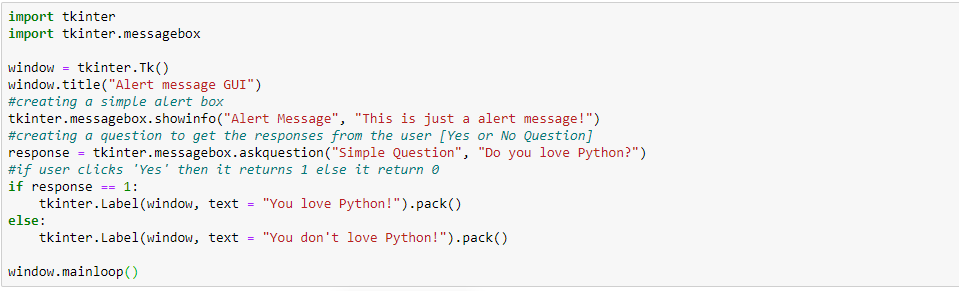 import tkinter
import tkinter.messagebox

window = tkinter.Tk()
window.title("Alert message GUI")
#creating a simple alert box
tkinter.messagebox.showinfo("Alert Message", "This is just a alert message!")
#creating a question to get the responses from the user [Yes or No Question]
response = tkinter.messagebox.askquestion("Simple Question", "Do you love Python?")
#if user clicks 'Yes' then it returns 1 else it return 0
if response == 1:
    tkinter.Label(window, text = "You love Python!").pack()
else:
    tkinter.Label(window, text = "You don't love Python!").pack()

window.mainloop()